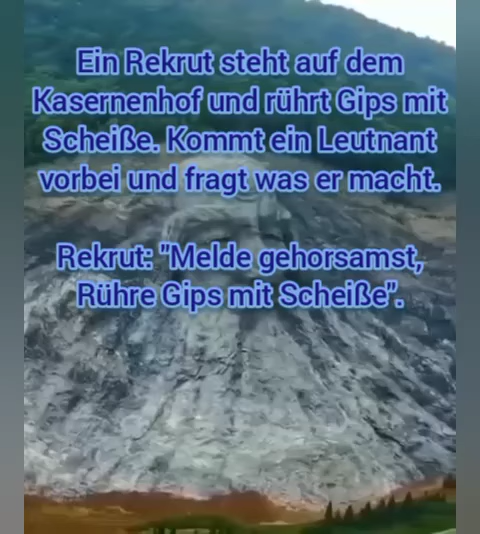 Ein Rekrut steht auf dem
Kasernenhof und rührt Gips mit
Scheiße. Kommt ein Leutnant
vorbei und fragt was er macht.
Rekrut: "Melde gehorsamst,
Rühre Gips mit Scheiße".